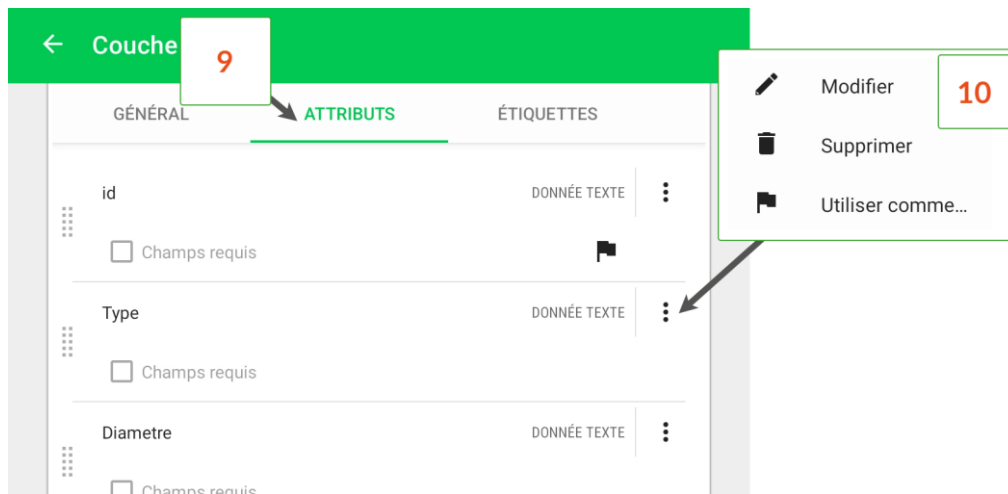 Couche
9
GÉNÉRAL ATTRIBUTS ÉTIQUETTES
id DONNÉE TEXTE
Champs requis
Type DONNÉE TEXTE
Champs requis
Diametre DONNÉE TEXTE
Champs requis
Modifier
10
Supprimer
Utiliser comme...